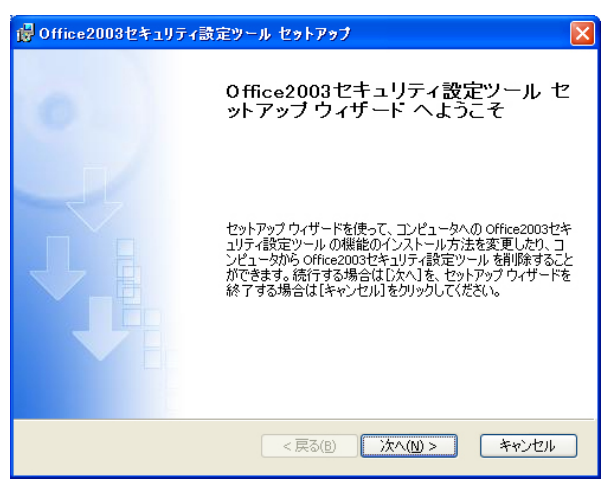 Office2003セキュリティ設定ツール セットアップ
Office2003セキュリティ設定ツール セ
ットアップ ウィザード へようこそ
セットアップ ウィザードを使って、コンピュータへの Office2003セキ
ュリティ設定ツール の機能のインストール方法を変更したり、コ
ンピュータから Office2003セキュリティ設定ツール を削除すること
ができます。続行する場合は[次へ]を、セットアップ ウィザードを
終了する場合は[キャンセル]をクリックしてください。
< 戻る(B) 次へ(N) > キャンセル